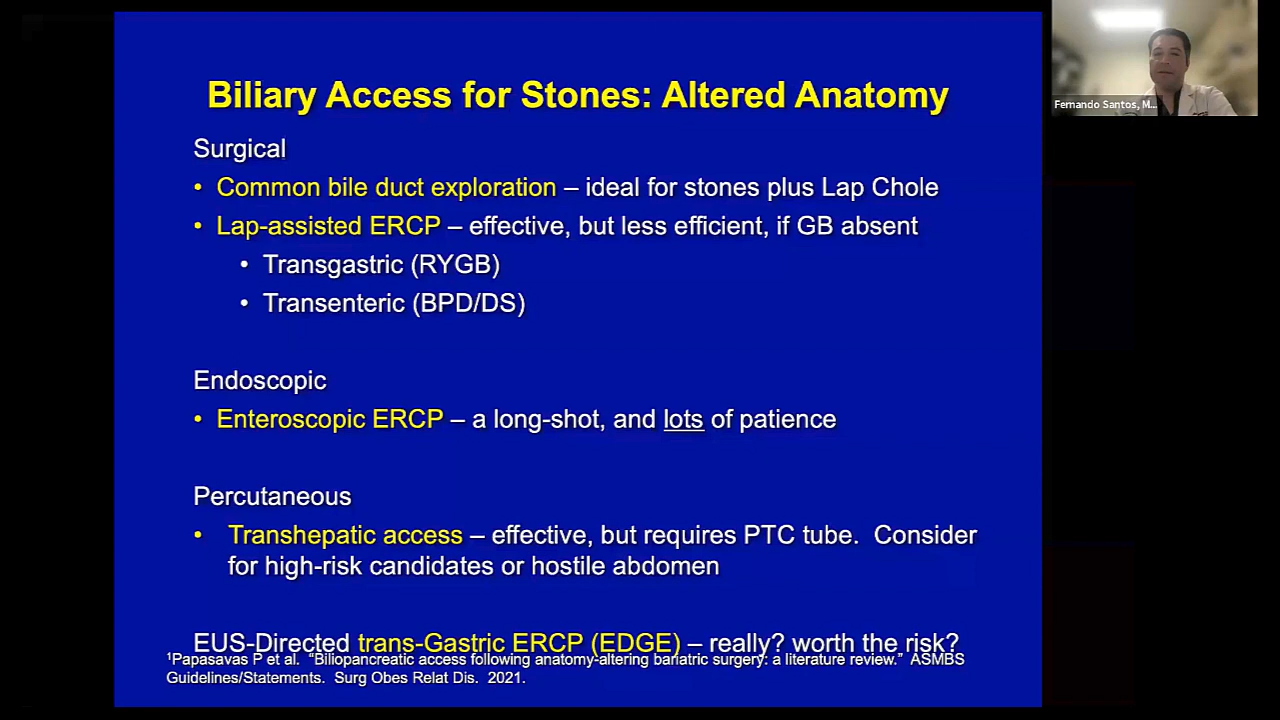 Biliary Access for Stones: Altered Anatomy
Fernando Santos, M...
Surgical
• Common bile duct exploration – ideal for stones plus Lap Chole
• Lap-assisted ERCP – effective, but less efficient, if GB absent
• Transgastric (RYGB)
• Transenteric (BPD/DS)
Endoscopic
• Enteroscopic ERCP – a long-shot, and lots of patience
Percutaneous
• Transhepatic access – effective, but requires PTC tube.  Consider
for high-risk candidates or hostile abdomen
EUS-Directed trans-Gastric ERCP (EDGE) – really? worth the risk?
¹Papasavas P et al.  “Biliopancreatic access following anatomy-altering bariatric surgery: a literature review.”  ASMBS
Guidelines/Statements.  Surg Obes Relat Dis.  2021.